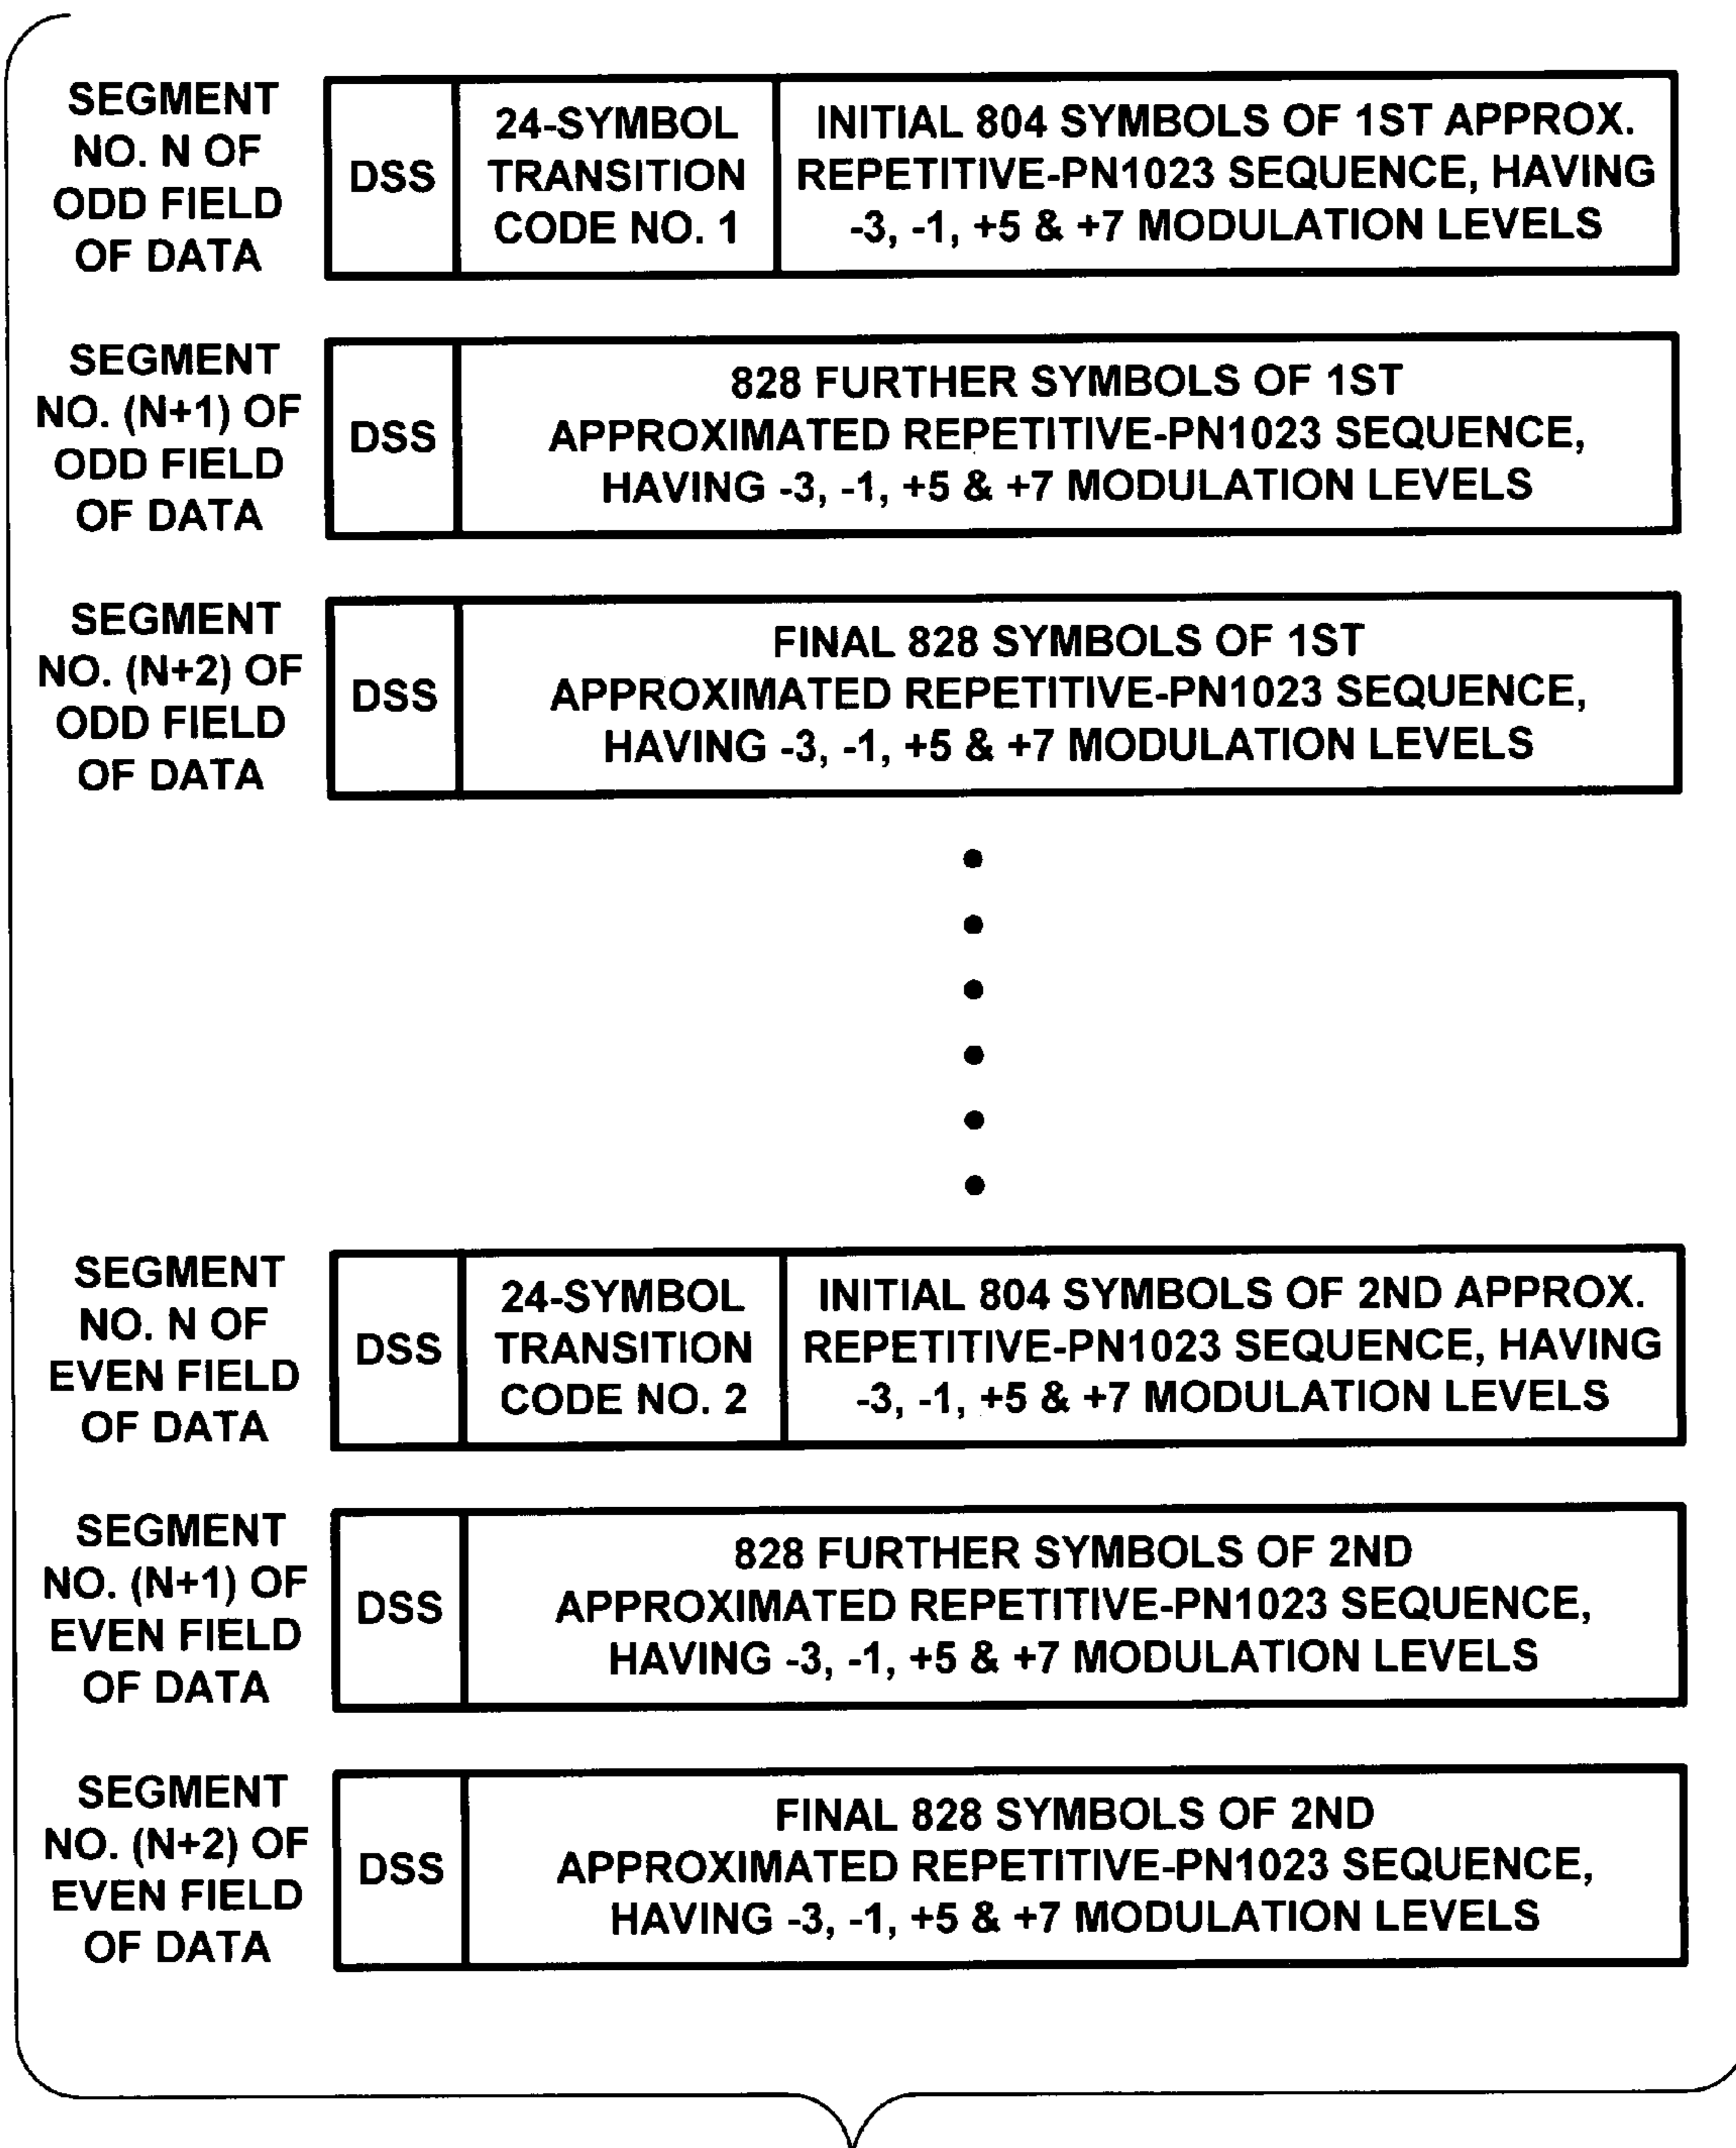 SEGMENT
NO. N OF
ODD FIELD
OF DATA
DSS
24-SYMBOL
TRANSITION
CODE NO. 1
INITIAL 804 SYMBOLS OF 1ST APPROX.
REPETITIVE-PN1023 SEQUENCE, HAVING
-3, -1, +5 & +7 MODULATION LEVELS
SEGMENT
NO. (N+1) OF
ODD FIELD
OF DATA
DSS
828 FURTHER SYMBOLS OF 1ST
APPROXIMATED REPETITIVE-PN1023 SEQUENCE,
HAVING -3, -1, +5 & +7 MODULATION LEVELS
SEGMENT
NO. (N+2) OF
ODD FIELD
OF DATA
DSS
FINAL 828 SYMBOLS OF 1ST
APPROXIMATED REPETITIVE-PN1023 SEQUENCE,
HAVING -3, -1, +5 & +7 MODULATION LEVELS
SEGMENT
NO. N OF
EVEN FIELD
OF DATA
DSS
24-SYMBOL
TRANSITION
CODE NO. 2
INITIAL 804 SYMBOLS OF 2ND APPROX.
REPETITIVE-PN1023 SEQUENCE, HAVING
-3, -1, +5 & +7 MODULATION LEVELS
SEGMENT
NO. (N+1) OF
EVEN FIELD
OF DATA
DSS
828 FURTHER SYMBOLS OF 2ND
APPROXIMATED REPETITIVE-PN1023 SEQUENCE,
HAVING -3, -1, +5 & +7 MODULATION LEVELS
SEGMENT
NO. (N+2) OF
EVEN FIELD
OF DATA
DSS
FINAL 828 SYMBOLS OF 2ND
APPROXIMATED REPETITIVE-PN1023 SEQUENCE,
HAVING -3, -1, +5 & +7 MODULATION LEVELS